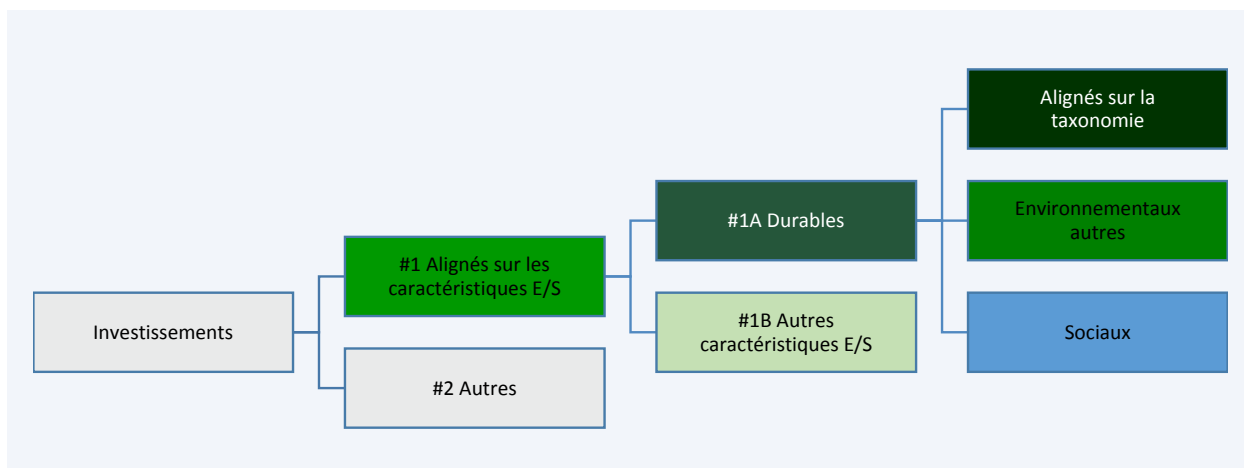 Investissements
#1 Alignés sur les
caractéristiques E/S
#2 Autres
#1A Durables
#1B Autres
caractéristiques E/S
Alignés sur la
taxonomie
Environnementaux
autres
Sociaux